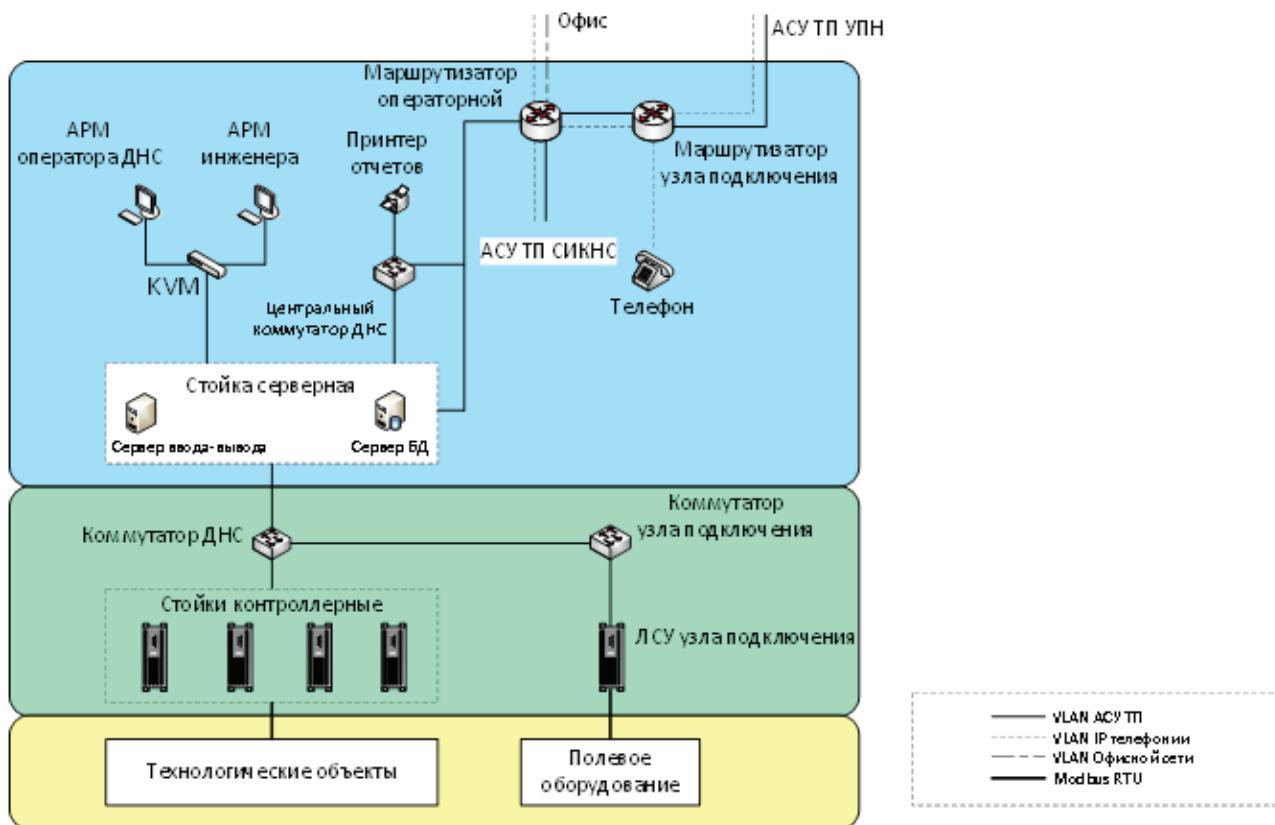 Офис
АСУ ТП УПН
Маршрутизатор
операторной
АРМ
оператора ДНС
АРМ
инженера
Принтер
отчетов
Маршрутизатор
узла подключения
АСУ ТП СИКНС
KVM
Телефон
Центральный
коммутатор ДНС
Стойка серверная
Сервер ввода-вывода
Сервер БД
Коммутатор
узла подключения
Коммутатор ДНС
Стойки контроллерные
ЛСУ узла подключения
Технологические объекты
Полевое
оборудование
VLAN АСУ ТП
VLAN IP телефонии
VLAN Офисной сети
Modbus RTU